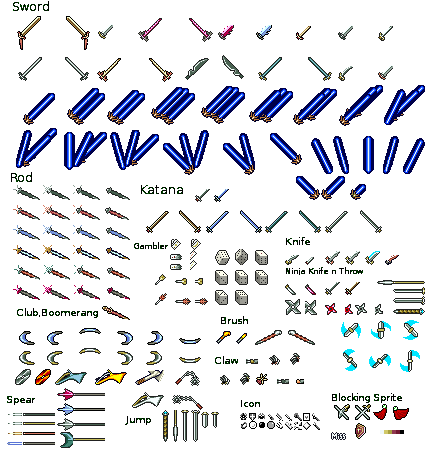 Sword
Rod
Katana
Gambler
Knife
Ninja Knife n Throw
Club,Boomerang
Brush
Claw
Spear
Jump
Icon
Blocking Sprite
Miss